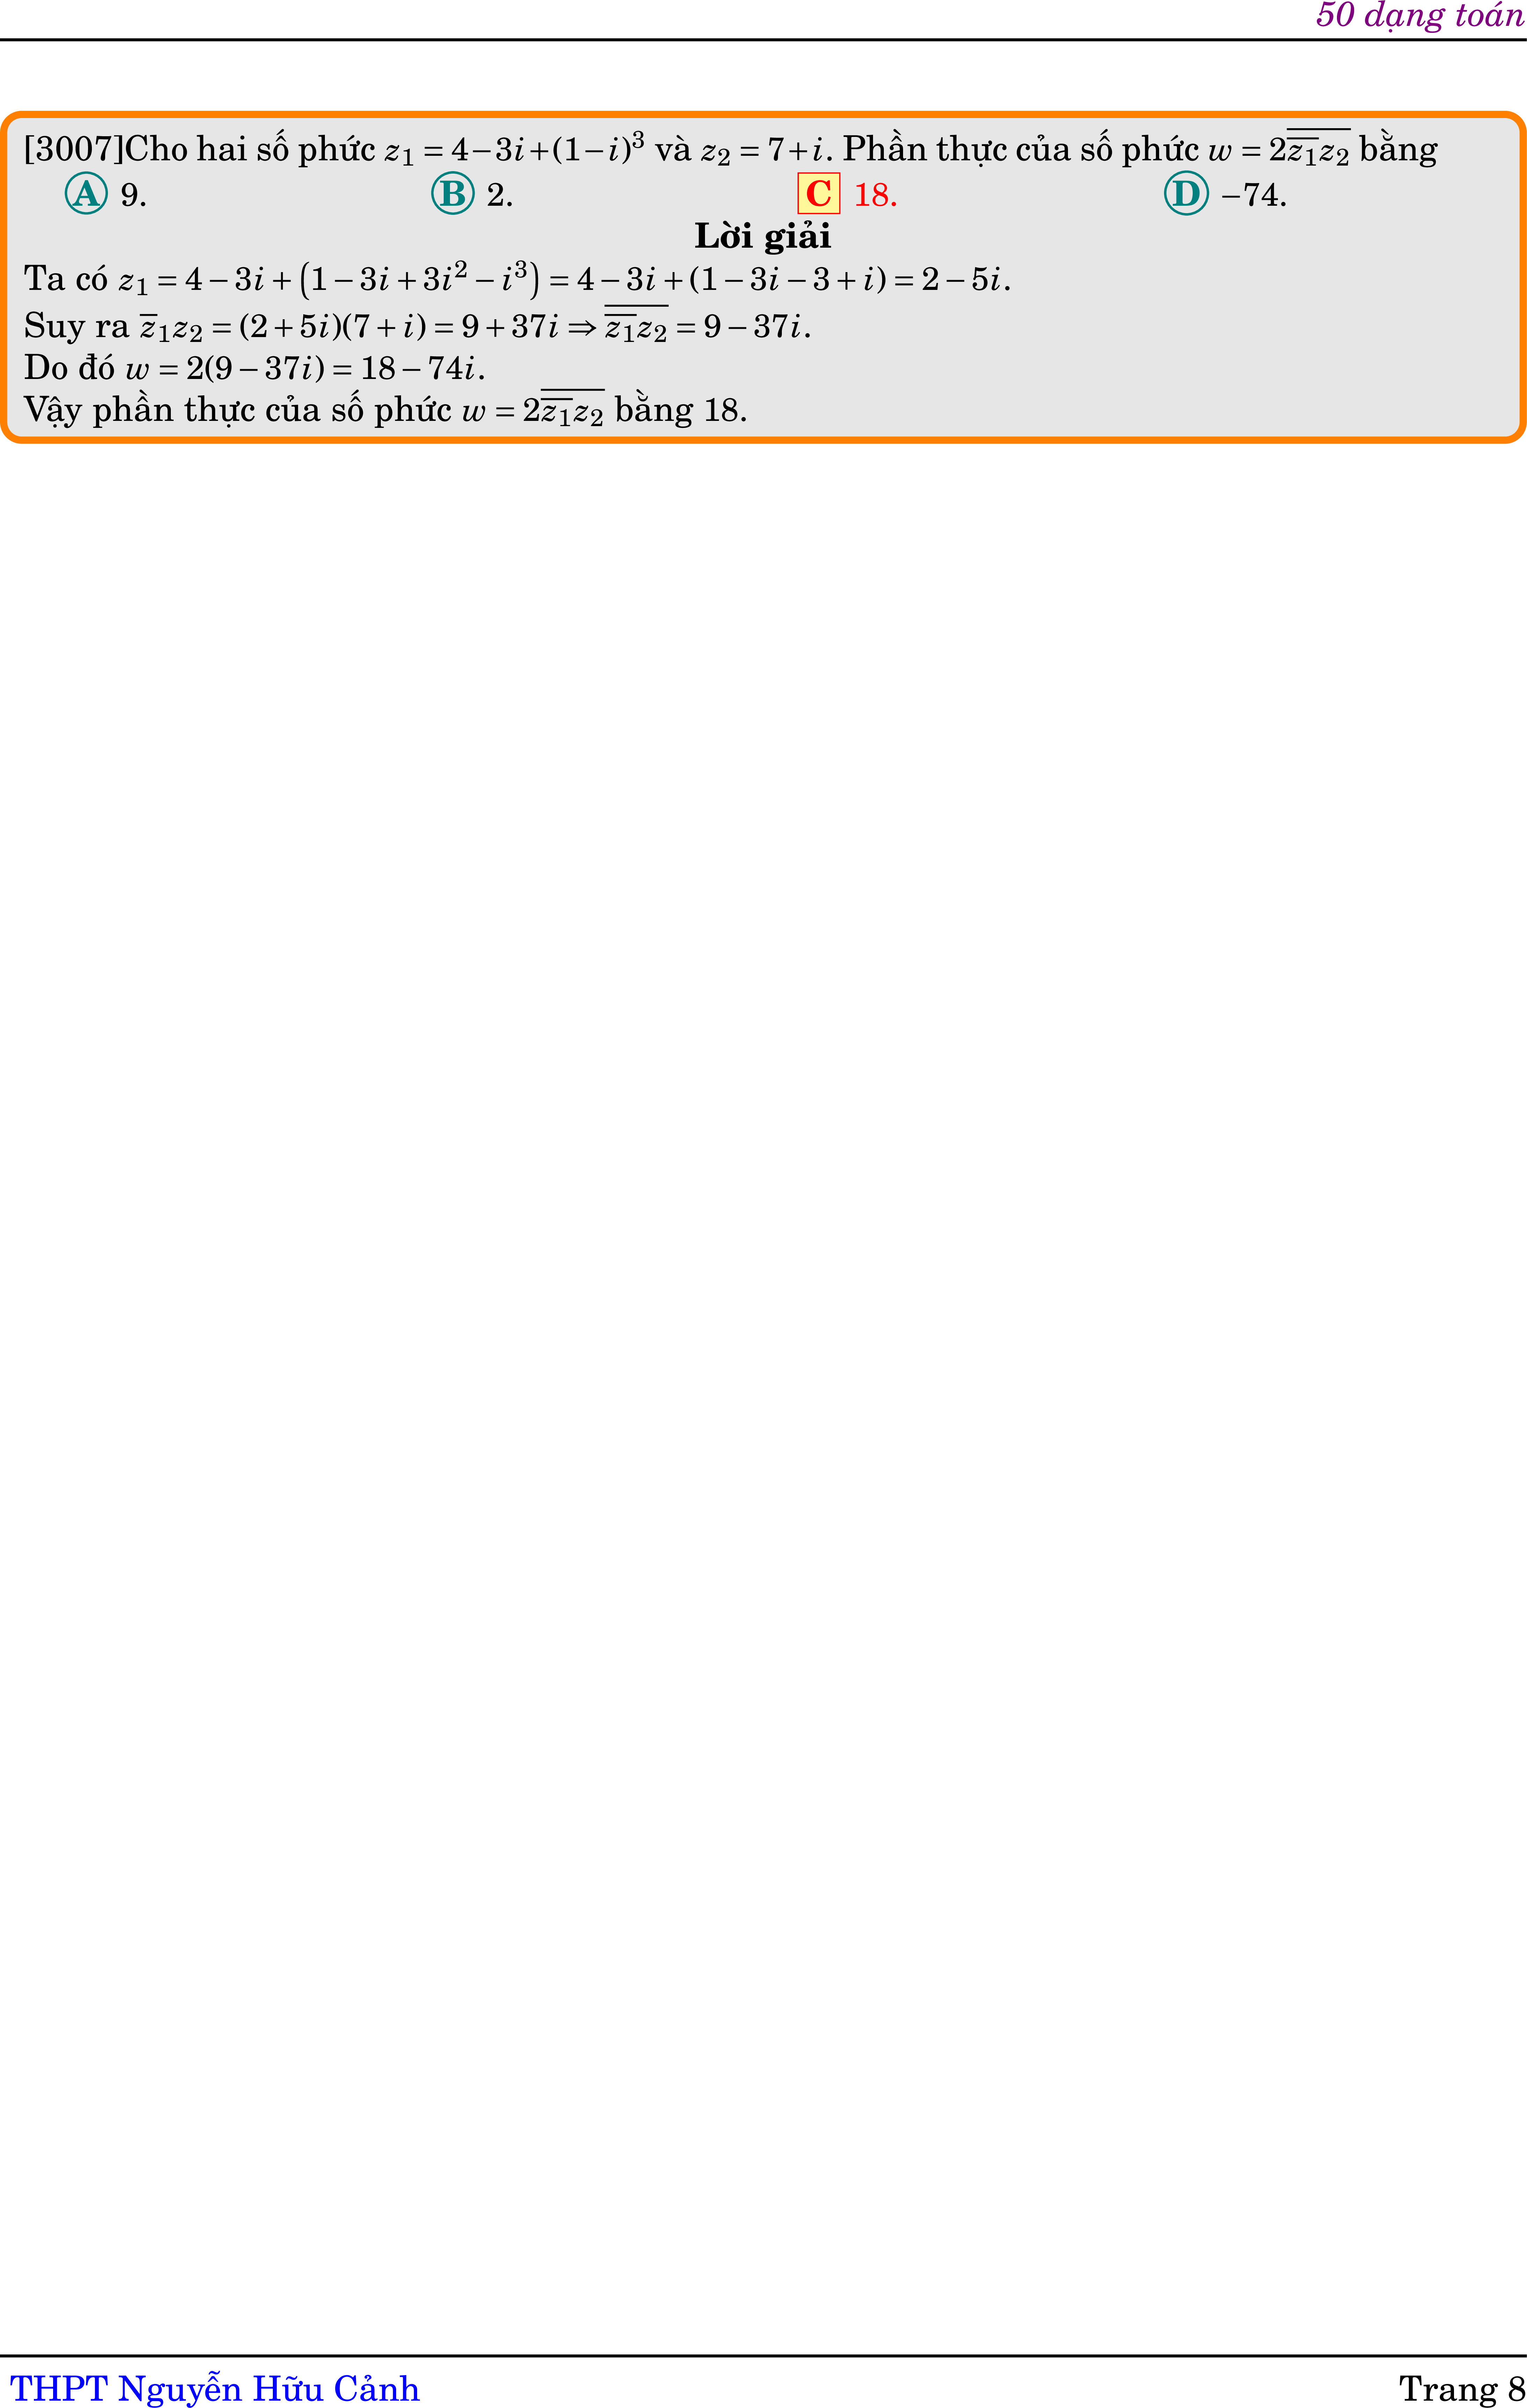 50 dạng toán
[3007]Cho hai số phức $z_1 = 4-3i+(1-i)^3$ và $z_2 = 7+i$. Phần thực của số phức $w = 2\overline{\overline{z_1}z_2}$ bằng
A 9. B 2. C 18. D −74.
Lời giải
Ta có $z_1 = 4-3i+\left(1-3i+3i^2-i^3\right) = 4-3i+(1-3i-3+i) = 2-5i$.
Suy ra $\overline{z}_1z_2 = (2+5i)(7+i) = 9+37i \Rightarrow \overline{\overline{z_1}z_2} = 9-37i$.
Do đó $w = 2(9-37i) = 18-74i$.
Vậy phần thực của số phức $w = 2\overline{\overline{z_1}z_2}$ bằng 18.
THPT Nguyễn Hữu Cảnh Trang 8